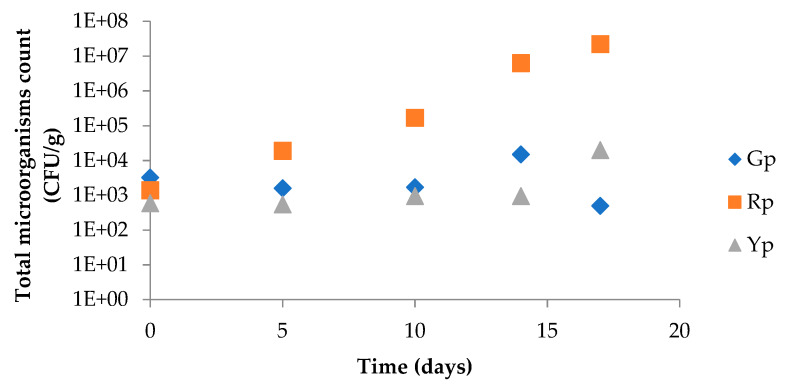 Total microorganisms count
(CFU/g)
1E+08
1E+07
1E+06
1E+05
1E+04
1E+03
1E+02
1E+01
1E+00
0
5
10
15
20
Time (days)
Gp
Rp
Yp